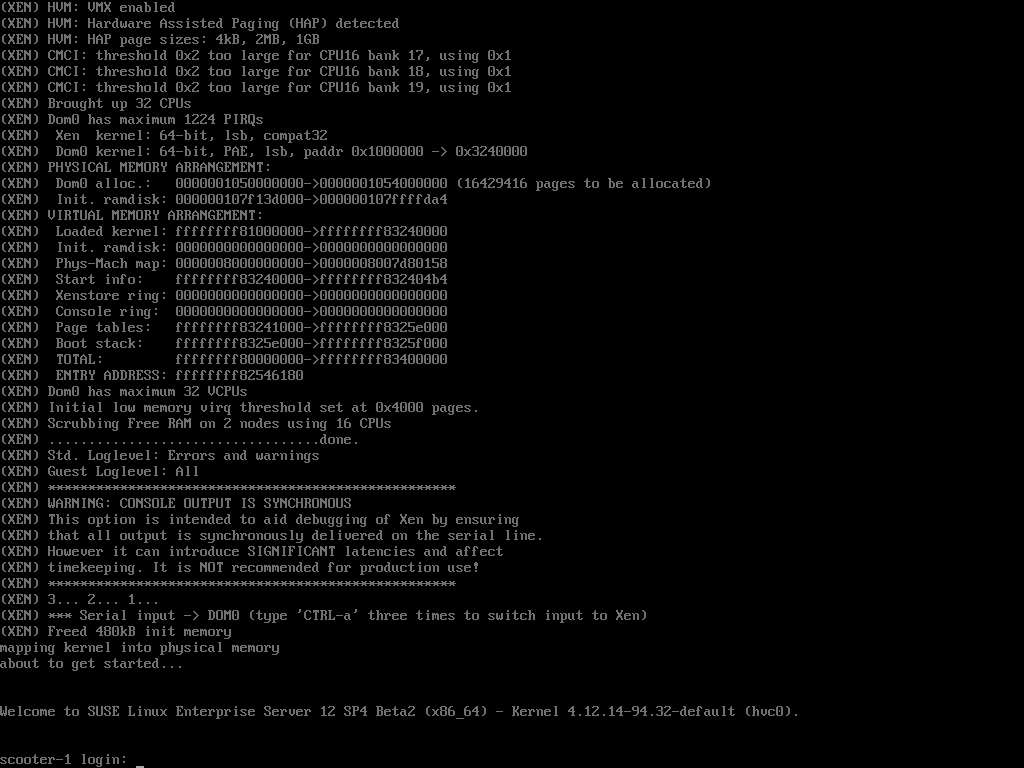 (XEN) HVM: VMX enabled
(XEN) HVM: Hardware Assisted Paging (HAP) detected
(XEN) HVM: HAP page sizes: 4kB, 2MB, 1GB
(XEN) CMCI: threshold 0x2 too large for CPU16 bank 17, using 0x1
(XEN) CMCI: threshold 0x2 too large for CPU16 bank 18, using 0x1
(XEN) CMCI: threshold 0x2 too large for CPU16 bank 19, using 0x1
(XEN) Brought up 32 CPUs
(XEN) Dom0 has maximum 1224 PIRQs
(XEN)  Xen  kernel: 64-bit, lsb, compat32
(XEN)  Dom0 kernel: 64-bit, PAE, lsb, paddr 0x1000000 -> 0x3240000
(XEN) PHYSICAL MEMORY ARRANGEMENT:
(XEN)  Dom0 alloc.:   0000001050000000->0000001054000000 (16429416 pages to be allocated)
(XEN)  Init. ramdisk: 000000107f13d000->000000107ffffda4
(XEN) VIRTUAL MEMORY ARRANGEMENT:
(XEN)  Loaded kernel: ffffffff81000000->ffffffff83240000
(XEN)  Init. ramdisk: 0000000000000000->0000000000000000
(XEN)  Phys-Mach map: 0000008000000000->0000008007d80158
(XEN)  Start info:    ffffffff83240000->ffffffff832404b4
(XEN)  Xenstore ring: 0000000000000000->0000000000000000
(XEN)  Console ring:  0000000000000000->0000000000000000
(XEN)  Page tables:   ffffffff83241000->ffffffff8325e000
(XEN)  Boot stack:    ffffffff8325e000->ffffffff8325f000
(XEN)  TOTAL:         ffffffff80000000->ffffffff83400000
(XEN)  ENTRY ADDRESS: ffffffff82546180
(XEN) Dom0 has maximum 32 VCPUs
(XEN) Initial low memory virq threshold set at 0x4000 pages.
(XEN) Scrubbing Free RAM on 2 nodes using 16 CPUs
(XEN) ..................................done.
(XEN) Std. Loglevel: Errors and warnings
(XEN) Guest Loglevel: All
(XEN) ***************************************************
(XEN) WARNING: CONSOLE OUTPUT IS SYNCHRONOUS
(XEN) This option is intended to aid debugging of Xen by ensuring
(XEN) that all output is synchronously delivered on the serial line.
(XEN) However it can introduce SIGNIFICANT latencies and affect
(XEN) timekeeping. It is NOT recommended for production use!
(XEN) ***************************************************
(XEN) 3... 2... 1...
(XEN) *** Serial input -> DOM0 (type 'CTRL-a' three times to switch input to Xen)
(XEN) Freed 480kB init memory
mapping kernel into physical memory
about to get started...
Welcome to SUSE Linux Enterprise Server 12 SP4 Beta2 (x86_64) - Kernel 4.12.14-94.32-default (hvc0).
scooter-1 login: _